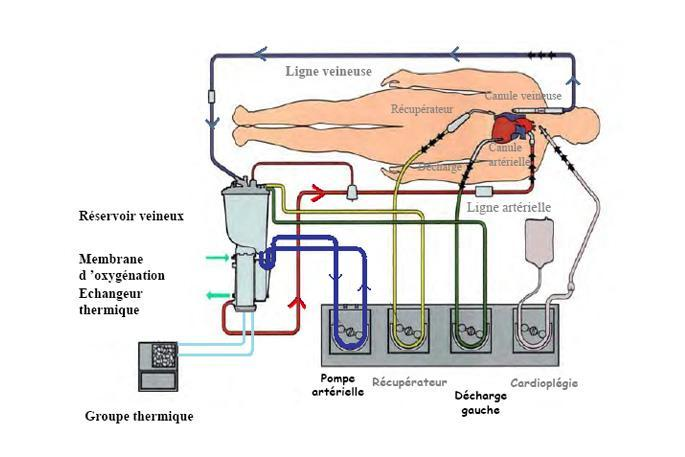 Ligne veineuse
Canule veineuse
Récupérateur
Canule
artérielle
Décharge
Ligne artérielle
Réservoir veineux
Membrane
d ’oxygénation
Echangeur
thermique
Groupe thermique
Pompe
artérielle
Récupérateur
Décharge
gauche
Cardioplégie